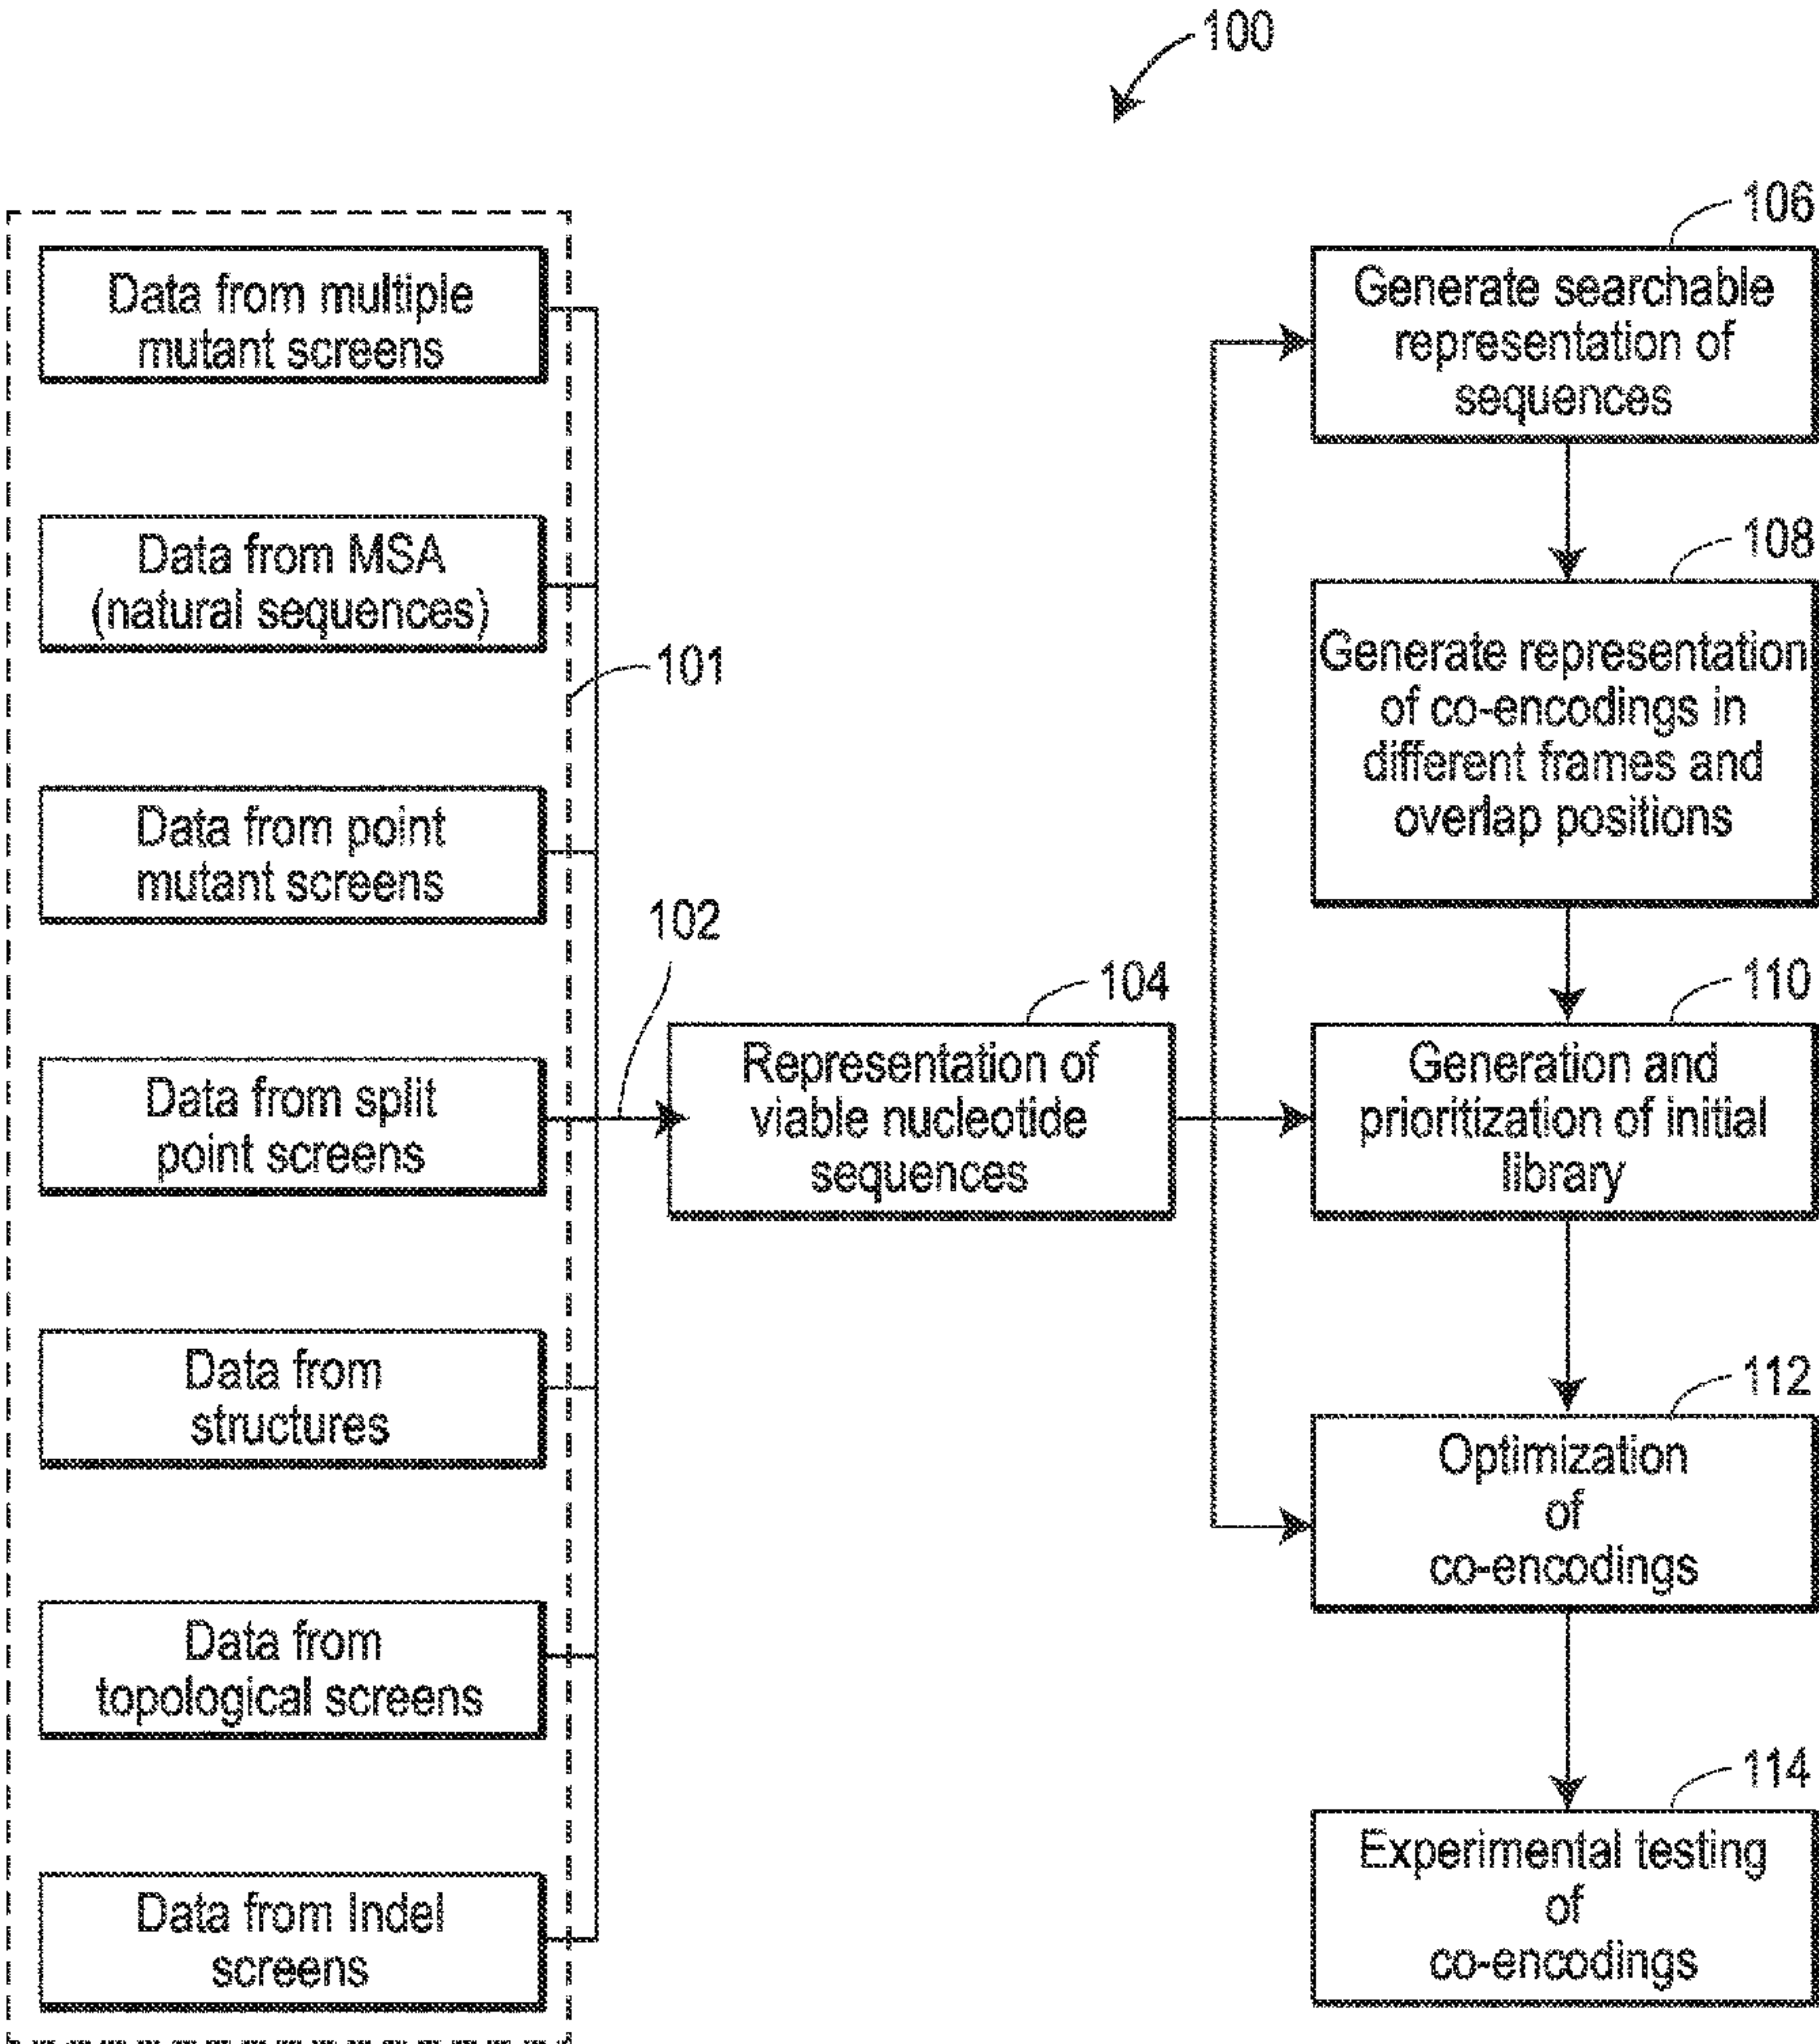 100
Data from multiple
mutant screens
Data from MSA
(natural sequences)
101
Data from point
mutant screens
102
Data from split
point screens
Data from
structures
Data from
topological screens
Data from Indel
screens
104
Representation of
viable nucleotide
sequences
106
Generate searchable
representation of
sequences
108
Generate representation
of co-encodings in
different frames and
overlap positions
110
Generation and
prioritization of initial
library
112
Optimization
of
co-encodings
114
Experimental testing
of
co-encodings